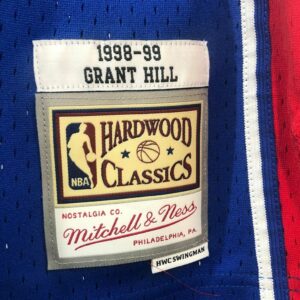 1998-99
GRANT HILL
NBA
HARDWOOD
CLASSICS
NOSTALGIA CO.
Mitchell & Ness
PHILADELPHIA, PA.
HWC SWINGMAN